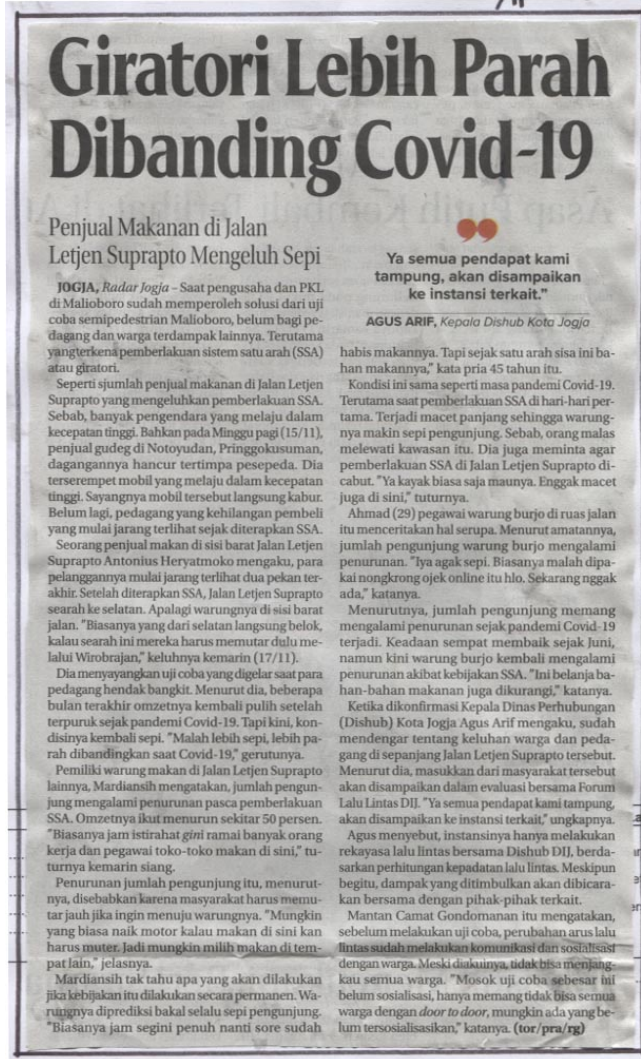 Giratori Lebih Parah
Dibanding Covid-19
Penjual Makanan di Jalan
Letjen Suprapto Mengeluh Sepi
JOGJA, Radar Jogja – Saat pengusaha dan PKL
di Malioboro sudah memperoleh solusi dari uji
coba semipedestrian Malioboro, belum bagi pe-
dagang dan warga terdampak lainnya. Terutama
yang terkena pemberlakuan sistem satu arah (SSA)
atau giratori.
Seperti sjumlah penjual makanan di Jalan Letjen
Suprapto yang mengeluhkan pemberlakuan SSA.
Sebab, banyak pengendara yang melaju dalam
kecepatan tinggi. Bahkan pada Minggu pagi (15/11),
penjual gudeg di Notoyudan, Pringgokusuman,
dagangannya hancur tertimpa pesepeda. Dia
terserempet mobil yang melaju dalam kecepatan
tinggi. Sayangnya mobil tersebut langsung kabur.
Belum lagi, pedagang yang kehilangan pembeli
yang mulai jarang terlihat sejak diterapkan SSA.
Seorang penjual makan di sisi barat Jalan Letjen
Suprapto Antonius Heryatmoko mengaku, para
pelanggannya mulai jarang terlihat dua pekan ter-
akhir. Setelah diterapkan SSA, Jalan Letjen Suprapto
searah ke selatan. Apalagi warungnya di sisi barat
jalan. "Biasanya yang dari selatan langsung belok,
kalau searah ini mereka harus memutar dulu me-
lalui Wirobrajan," keluhnya kemarin (17/11).
Dia menyayangkan uji coba yang digelar saat para
pedagang hendak bangkit. Menurut dia, beberapa
bulan terakhir omzetnya kembali pulih setelah
terpuruk sejak pandemi Covid-19. Tapi kini, kon-
disinya kembali sepi. "Malah lebih sepi, lebih pa-
rah dibandingkan saat Covid-19," gerutunya.
Pemiliki warung makan di Jalan Letjen Suprapto
lainnya, Mardiansih mengatakan, jumlah pengun-
jung mengalami penurunan pasca pemberlakuan
SSA. Omzetnya ikut menurun sekitar 50 persen.
"Biasanya jam istirahat gini ramai banyak orang
kerja dan pegawai toko-toko makan di sini," tu-
turnya kemarin siang.
Penurunan jumlah pengunjung itu, menurut-
nya, disebabkan karena masyarakat harus memu-
tar jauh jika ingin menuju warungnya. "Mungkin
yang biasa naik motor kalau makan di sini kan
harus muter. Jadi mungkin milih makan di tem-
pat lain," jelasnya.
Mardiansih tak tahu apa yang akan dilakukan
jika kebijakan itu dilakukan secara permanen. Wa-
rungnya diprediksi bakal selalu sepi pengunjung.
"Biasanya jam segini penuh nanti sore sudah
Ya semua pendapat kami
tampung, akan disampaikan
ke instansi terkait."
AGUS ARIF, Kepala Dishub Kota Jogja
habis makannya. Tapi sejak satu arah sisa ini ba-
han makannya," kata pria 45 tahun itu.
Kondisi ini sama seperti masa pandemi Covid-19.
Terutama saat pemberlakuan SSA di hari-hari per-
tama. Terjadi macet panjang sehingga warung-
nya makin sepi pengunjung. Sebab, orang malas
melewati kawasan itu. Dia juga meminta agar
pemberlakuan SSA di Jalan Letjen Suprapto di-
cabut. "Ya kayak biasa saja maunya. Enggak macet
juga di sini," tuturnya.
Ahmad (29) pegawai warung burjo di ruas jalan
itu menceritakan hal serupa. Menurut amatannya,
jumlah pengunjung warung burjo mengalami
penurunan. "Iya agak sepi. Biasanya malah dipa-
kai nongkrong ojek online itu hlo. Sekarang nggak
ada," katanya.
Menurutnya, jumlah pengunjung memang
mengalami penurunan sejak pandemi Covid-19
terjadi. Keadaan sempat membaik sejak Juni,
namun kini warung burjo kembali mengalami
penurunan akibat kebijakan SSA. "Ini belanja ba-
han-bahan makanan juga dikurangi," katanya.
Ketika dikonfirmasi Kepala Dinas Perhubungan
(Dishub) Kota Jogja Agus Arif mengaku, sudah
mendengar tentang keluhan warga dan peda-
gang di sepanjang Jalan Letjen Suprapto tersebut.
Menurut dia, masukkan dari masyarakat tersebut
akan disampaikan dalam evaluasi bersama Forum
Lalu Lintas DIJ. "Ya semua pendapat kami tampung,
akan disampaikan ke instansi terkait," ungkapnya.
Agus menyebut, instansinya hanya melakukan
rekayasa lalu lintas bersama Dishub DIJ, berda-
sarkan perhitungan kepadatan lalu lintas. Meskipun
begitu, dampak yang ditimbulkan akan dibicara-
kan bersama dengan pihak-pihak terkait.
Mantan Camat Gondomanan itu mengatakan,
sebelum melakukan uji coba, perubahan arus lalu
lintas sudah melakukan komunikasi dan sosialisasi
dengan warga. Meski diakuinya, tidak bisa menjang-
kau semua warga. "Mosok uji coba sebesar ini
belum sosialisasi, hanya memang tidak bisa semua
warga dengan door to door, mungkin ada yang be-
lum tersosialisasikan," katanya. (tor/pra/rg)